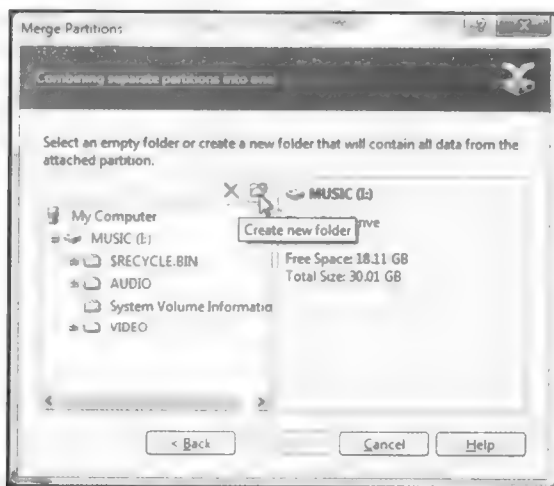 Merge Partitions
Combining separate partitions into one
Select an empty folder or create a new folder that will contain all data from the
attached partition.
MUSIC (I:)
My Computer
Create new folder
MUSIC (I:)
$RECYCLE.BIN
Free Space: 18.11 GB
AUDIO
Total Size: 30.01 GB
System Volume Informatio
VIDEO
< Back
Cancel
Help